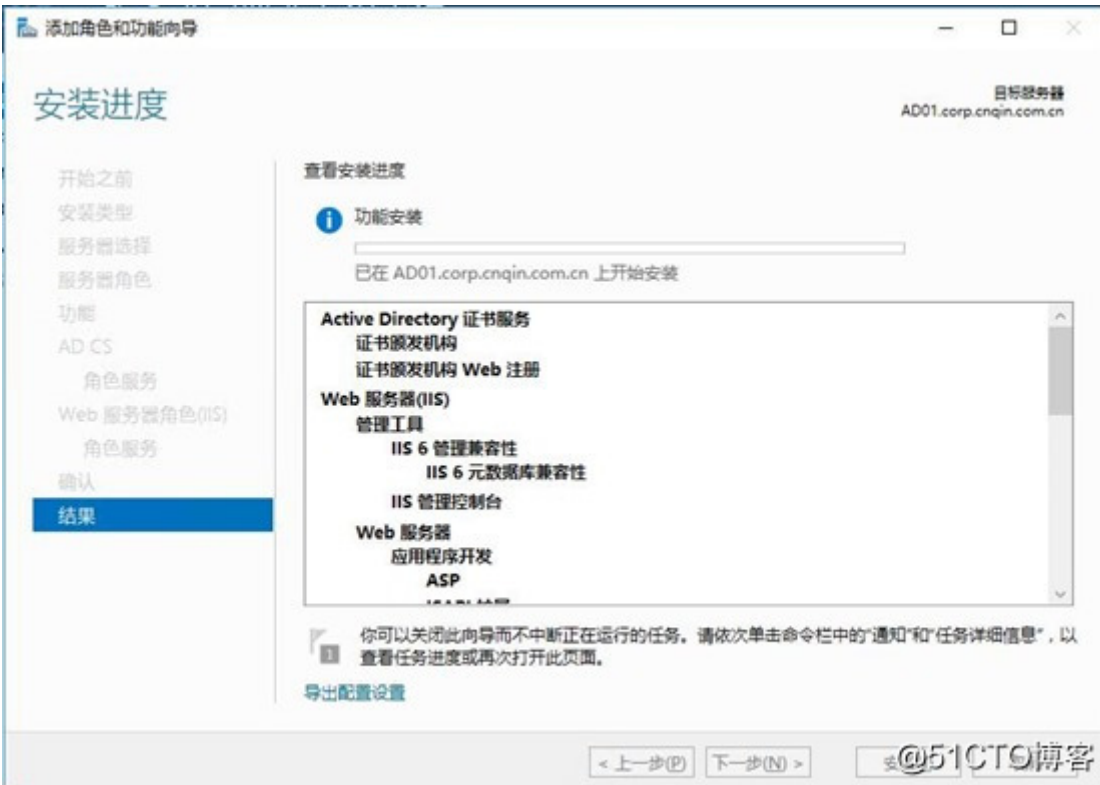 添加角色和功能向导
安装进度
目标服务器
AD01.corp.cnqin.com.cn
开始之前
安装类型
服务器选择
服务器角色
功能
AD CS
角色服务
Web 服务器角色(IIS)
角色服务
确认
结果
查看安装进度
功能安装
已在 AD01.corp.cnqin.com.cn 上开始安装
Active Directory 证书服务
证书颁发机构
证书颁发机构 Web 注册
Web 服务器(IIS)
管理工具
IIS 6 管理兼容性
IIS 6 元数据库兼容性
IIS 管理控制台
Web 服务器
应用程序开发
ASP
你可以关闭此向导而不中断正在运行的任务。请依次单击命令栏中的"通知"和"任务详细信息"，以
查看任务进度或再次打开此页面。
1
导出配置设置
< 上一步(P)
下一步(N) >
@51CTO博客